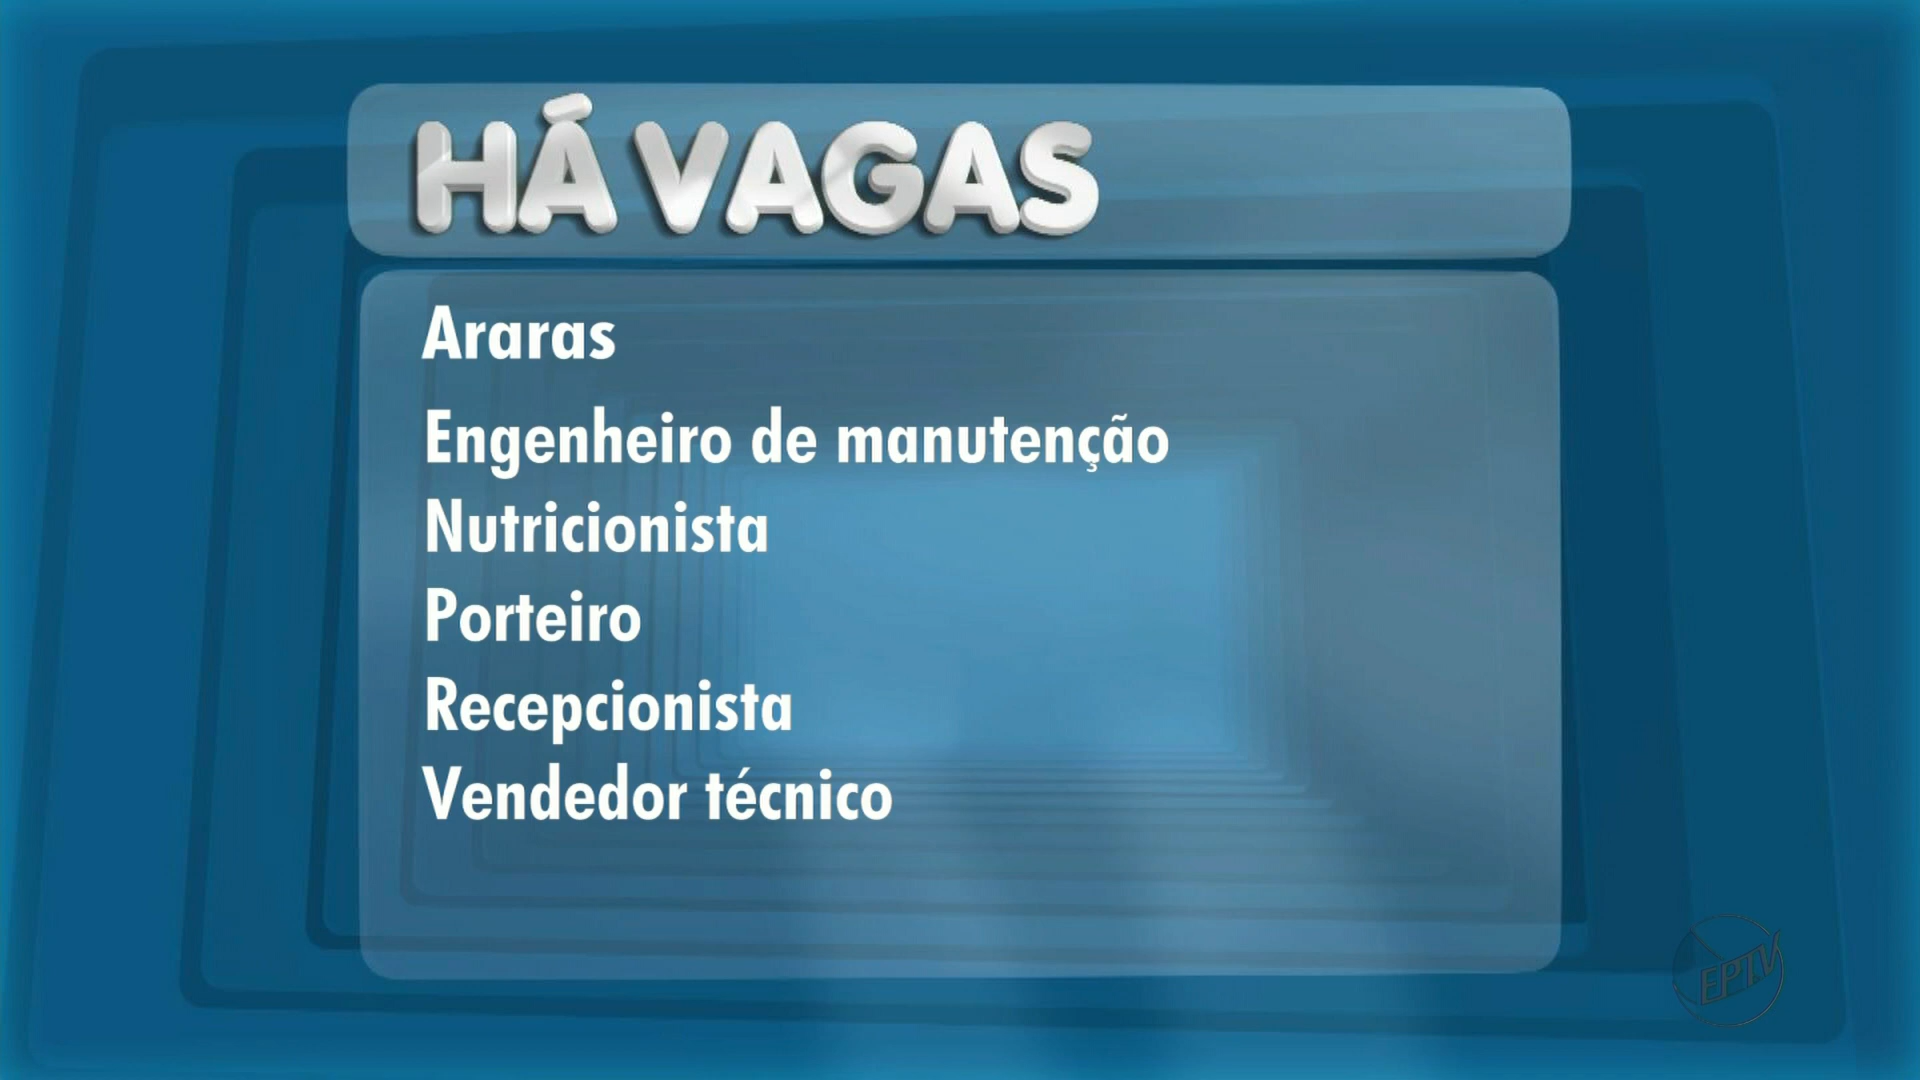 HÁ VAGAS
Araras
Engenheiro de manutenção
Nutricionista
Porteiro
Recepcionista
Vendedor técnico
EPTV